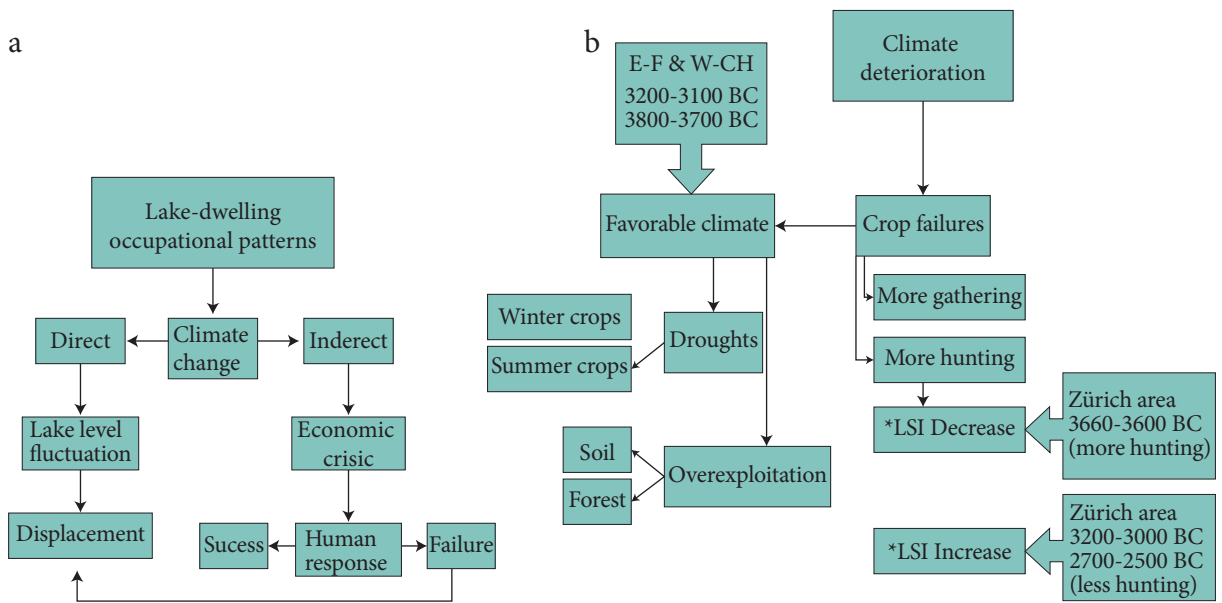 a
Lake-dwelling
occupational patterns
Direct
Climate
change
Inderect
Lake level
fluctuation
Economic
crisic
Displacement
Sucess
Human
response
Failure
b
E-F & W-CH
3200-3100 BC
3800-3700 BC
Climate
deterioration
Favorable climate
Crop failures
More gathering
Winter crops
Droughts
Summer crops
More hunting
*LSI Decrease
Zürich area
3660-3600 BC
(more hunting)
Soil
Overexploitation
Forest
*LSI Increase
Zürich area
3200-3000 BC
2700-2500 BC
(less hunting)